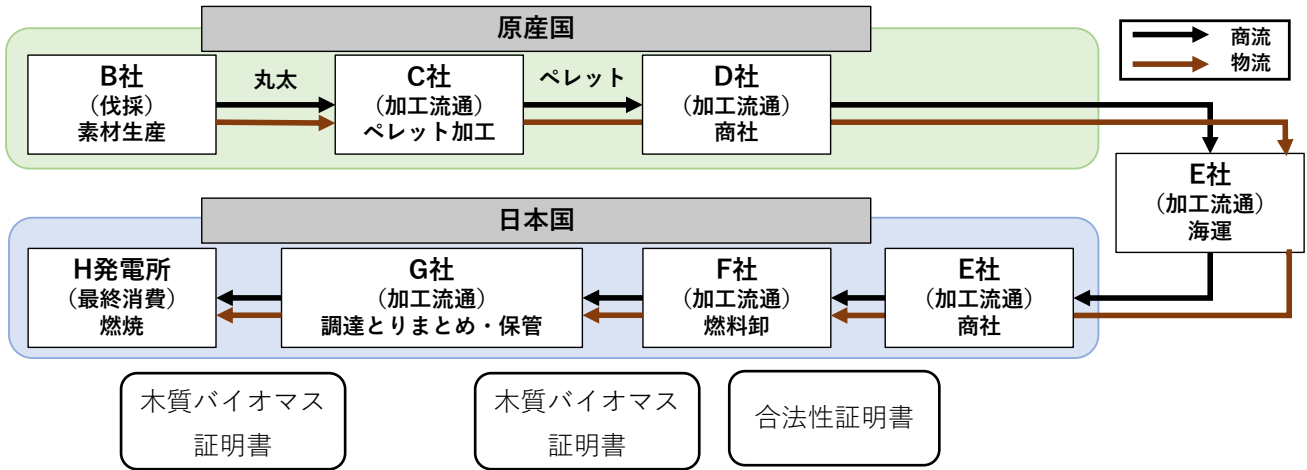 原産国
商流
物流
B社
（伐採）
素材生産
丸太
C社
（加工流通）
ペレット加工
ペレット
D社
（加工流通）
商社
E社
（加工流通）
海運
日本国
H発電所
（最終消費）
燃焼
G社
（加工流通）
調達とりまとめ・保管
F社
（加工流通）
燃料卸
E社
（加工流通）
商社
木質バイオマス
証明書
木質バイオマス
証明書
合法性証明書